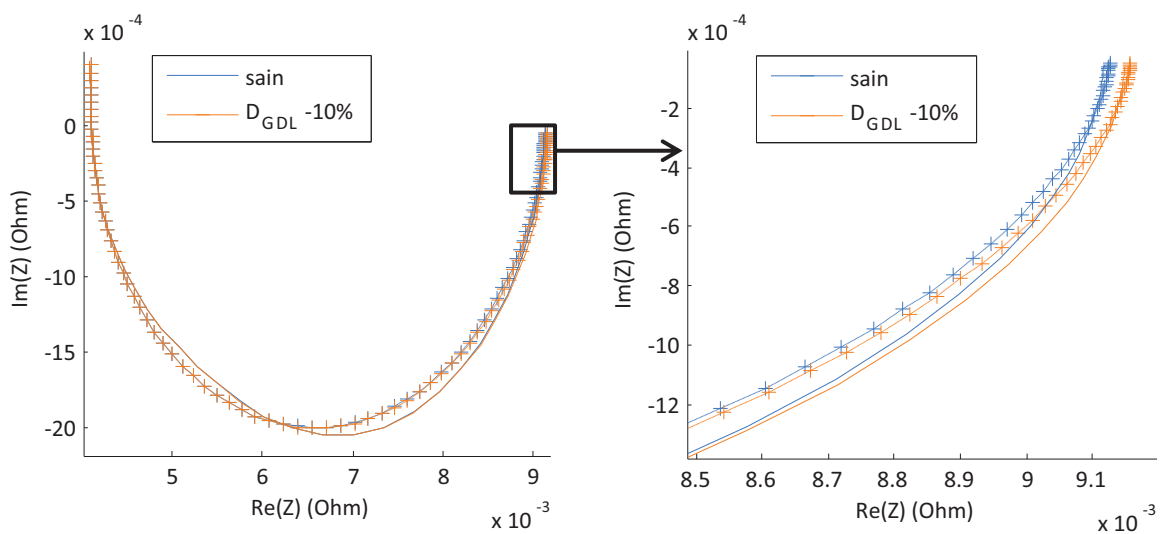 x 10 -4
sain
D GDL -10%
0
-5
-10
-15
-20
Im(Z) (Ohm)
5
6
7
8
9
Re(Z) (Ohm)
x 10 -3
x 10 -4
sain
D GDL -10%
-2
-4
-6
-8
-10
-12
Im(Z) (Ohm)
8.5
8.6
8.7
8.8
8.9
9
9.1
Re(Z) (Ohm)
x 10 -3